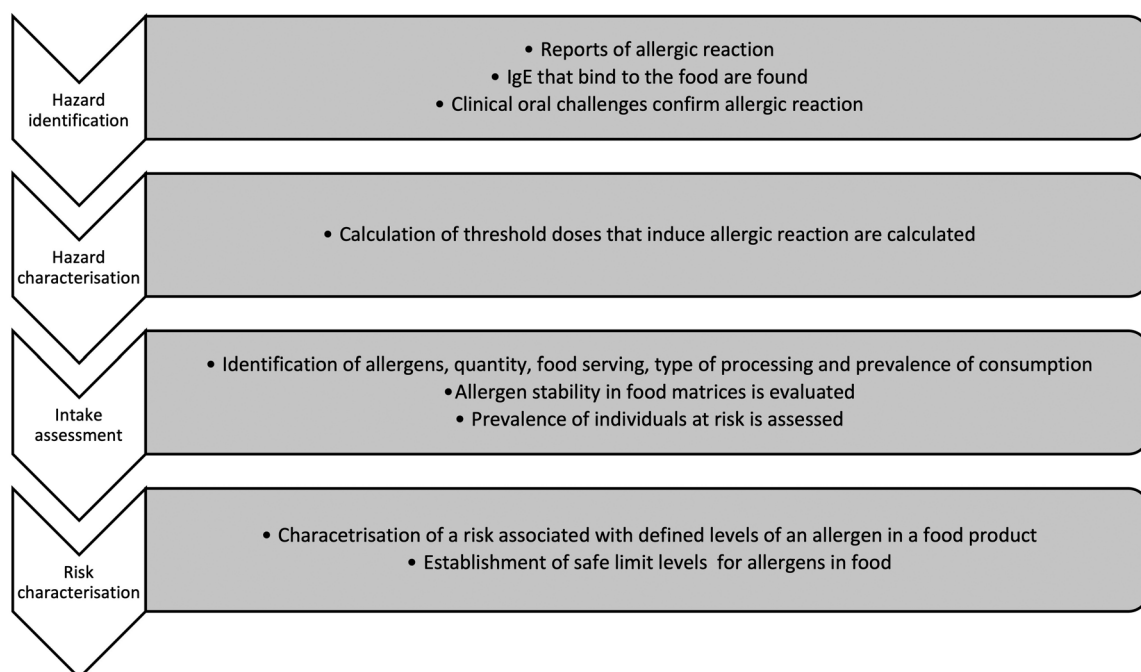 Hazard
identification
• Reports of allergic reaction
• IgE that bind to the food are found
• Clinical oral challenges confirm allergic reaction
Hazard
characterisation
• Calculation of threshold doses that induce allergic reaction are calculated
Intake
assessment
• Identification of allergens, quantity, food serving, type of processing and prevalence of consumption
•Allergen stability in food matrices is evaluated
• Prevalence of individuals at risk is assessed
Risk
characterisation
• Characetrisation of a risk associated with defined levels of an allergen in a food product
• Establishment of safe limit levels for allergens in food